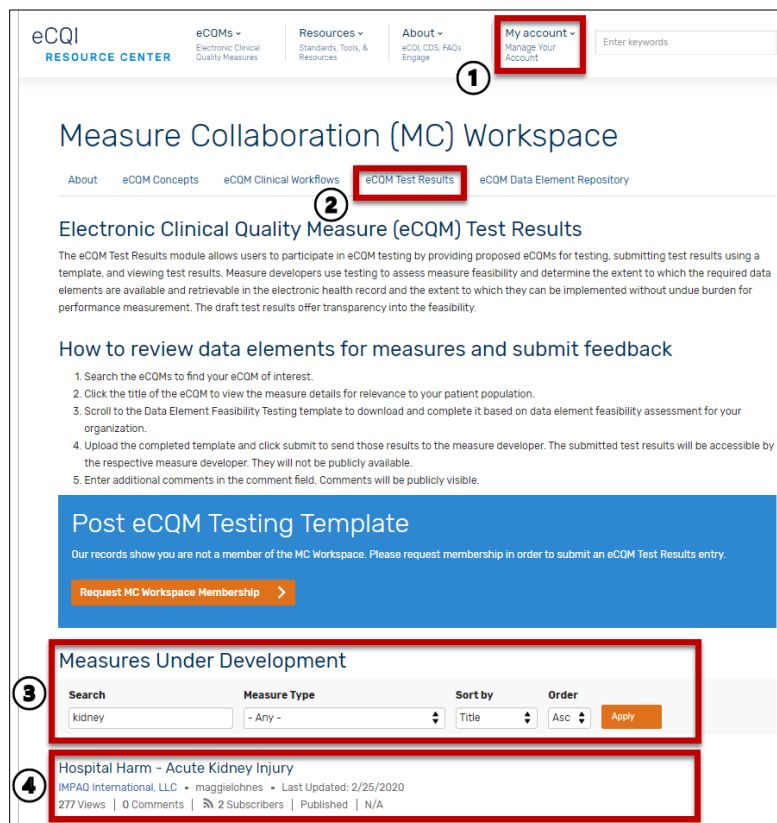 eCQI
RESOURCE CENTER
eCQMs
Electronic Clinical
Quality Measures
Resources
Standards, Tools, &
Resources
About
eCQI, CDS, FAQs
Engage
My account
Manage Your
Account
Enter keywords
1
Measure Collaboration (MC) Workspace
About eCQM Concepts eCQM Clinical Workflows eCQM Test Results eCQM Data Element Repository
2
Electronic Clinical Quality Measure (eCQM) Test Results
The eCQM Test Results module allows users to participate in eCQM testing by providing proposed eCQMs for testing, submitting test results using a
template, and viewing test results. Measure developers use testing to assess measure feasibility and determine the extent to which the required data
elements are available and retrievable in the electronic health record and the extent to which they can be implemented without undue burden for
performance measurement. The draft test results offer transparency into the feasibility.
How to review data elements for measures and submit feedback
1. Search the eCQMs to find your eCQM of interest.
2. Click the title of the eCQM to view the measure details for relevance to your patient population.
3. Scroll to the Data Element Feasibility Testing template to download and complete it based on data element feasibility assessment for your
organization.
4. Upload the completed template and click submit to send those results to the measure developer. The submitted test results will be accessible by
the respective measure developer. They will not be publicly available.
5. Enter additional comments in the comment field. Comments will be publicly visible.
Post eCQM Testing Template
Our records show you are not a member of the MC Workspace. Please request membership in order to submit an eCQM Test Results entry.
Request MC Workspace Membership
Measures Under Development
3
Search Measure Type Sort by Order
kidney - Any - Title Asc Apply
4
Hospital Harm - Acute Kidney Injury
IMPAQ International, LLC • maggielohnes • Last Updated: 2/25/2020
277 Views | 0 Comments | 2 Subscribers | Published | N/A